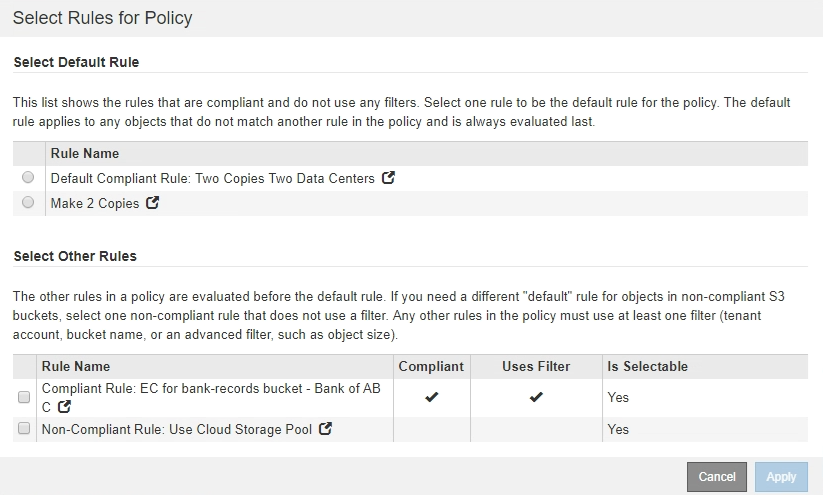 Select Rules for Policy
Select Default Rule
This list shows the rules that are compliant and do not use any filters. Select one rule to be the default rule for the policy. The default
rule applies to any objects that do not match another rule in the policy and is always evaluated last.
Rule Name
Default Compliant Rule: Two Copies Two Data Centers
Make 2 Copies
Select Other Rules
The other rules in a policy are evaluated before the default rule. If you need a different "default" rule for objects in non-compliant S3
buckets, select one non-compliant rule that does not use a filter. Any other rules in the policy must use at least one filter (tenant
account, bucket name, or an advanced filter, such as object size).
Rule Name Compliant Uses Filter Is Selectable
Compliant Rule: EC for bank-records bucket - Bank of AB
C
Yes
Non-Compliant Rule: Use Cloud Storage Pool Yes
Cancel Apply